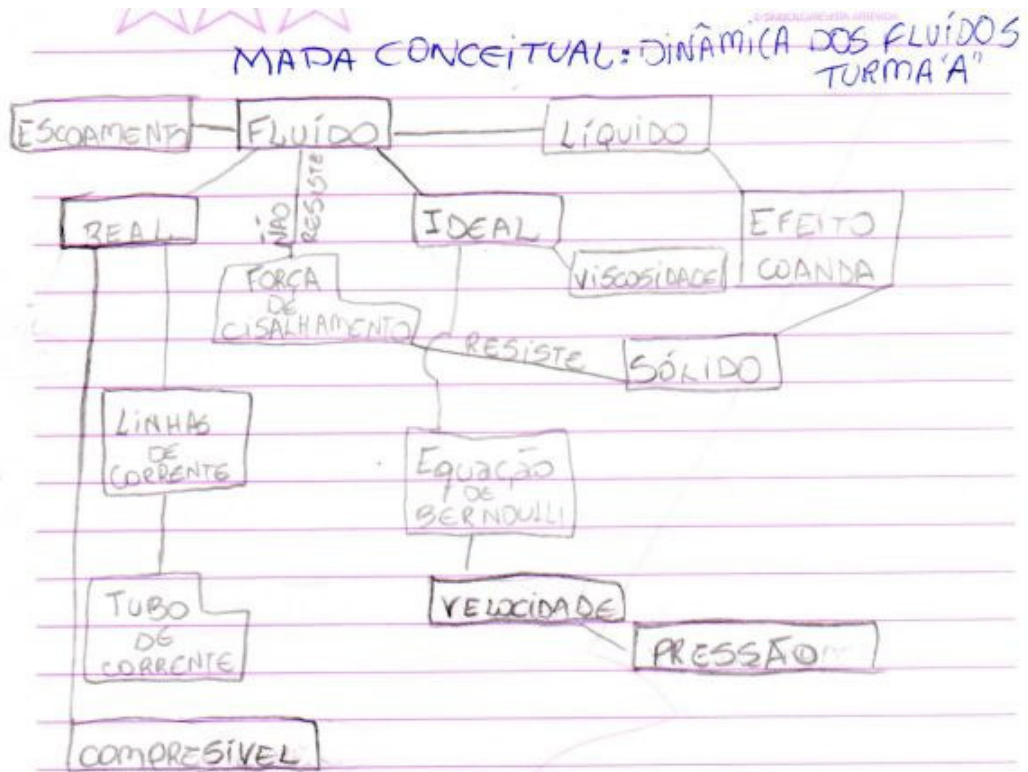 MAPA CONCEITUAL: DINÂMICA DOS FLUÍDOS
TURMA "A"
ESCOAMENTO
FLUÍDO
LÍQUIDO
NÃO
RESISTE
REAL
IDEAL
EFEITO
COANDA
VISCOSIDADE
FORÇA
DE
CISALHAMENTO
RESISTE
SÓLIDO
LINHAS
DE
CORRENTE
EQUAÇÃO
DE
BERNOULLI
TUBO
DE
CORRENTE
VELOCIDADE
PRESSÃO
COMPRESÍVEL